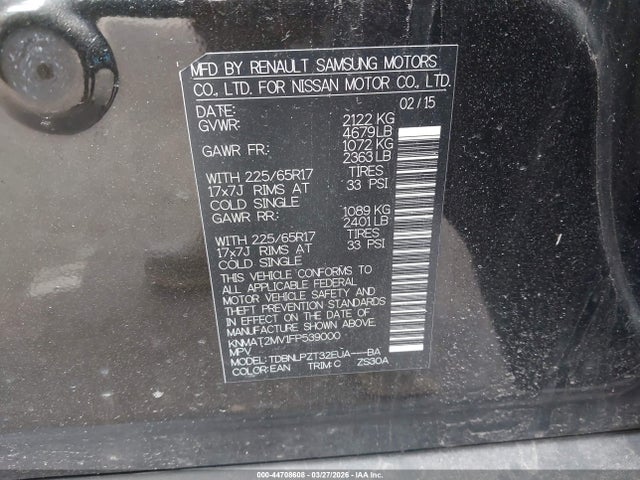 MFD BY RENAULT SAMSUNG MOTORS
CO., LTD. FOR NISSAN MOTOR CO., LTD.
DATE: 02/15
GVWR: 2122 KG
4679 LB
GAWR FR: 1072 KG
2363 LB
WITH 225/65R17 TIRES
17x7J RIMS AT 33 PSI
COLD SINGLE
GAWR RR: 1089 KG
2401 LB
WITH 225/65R17 TIRES
17x7J RIMS AT 33 PSI
COLD SINGLE
THIS VEHICLE CONFORMS TO
ALL APPLICABLE FEDERAL
MOTOR VEHICLE SAFETY AND
THEFT PREVENTION STANDARDS
IN EFFECT ON THE DATE OF
MANUFACTURE SHOWN ABOVE.
KNMAT2MV1FP539000
MPV
TDBNLPZT32EUA---BA
COLOR:EAN TRIM:C ZS30A
000-44708608 - 03/27/2026 - IAA Inc.